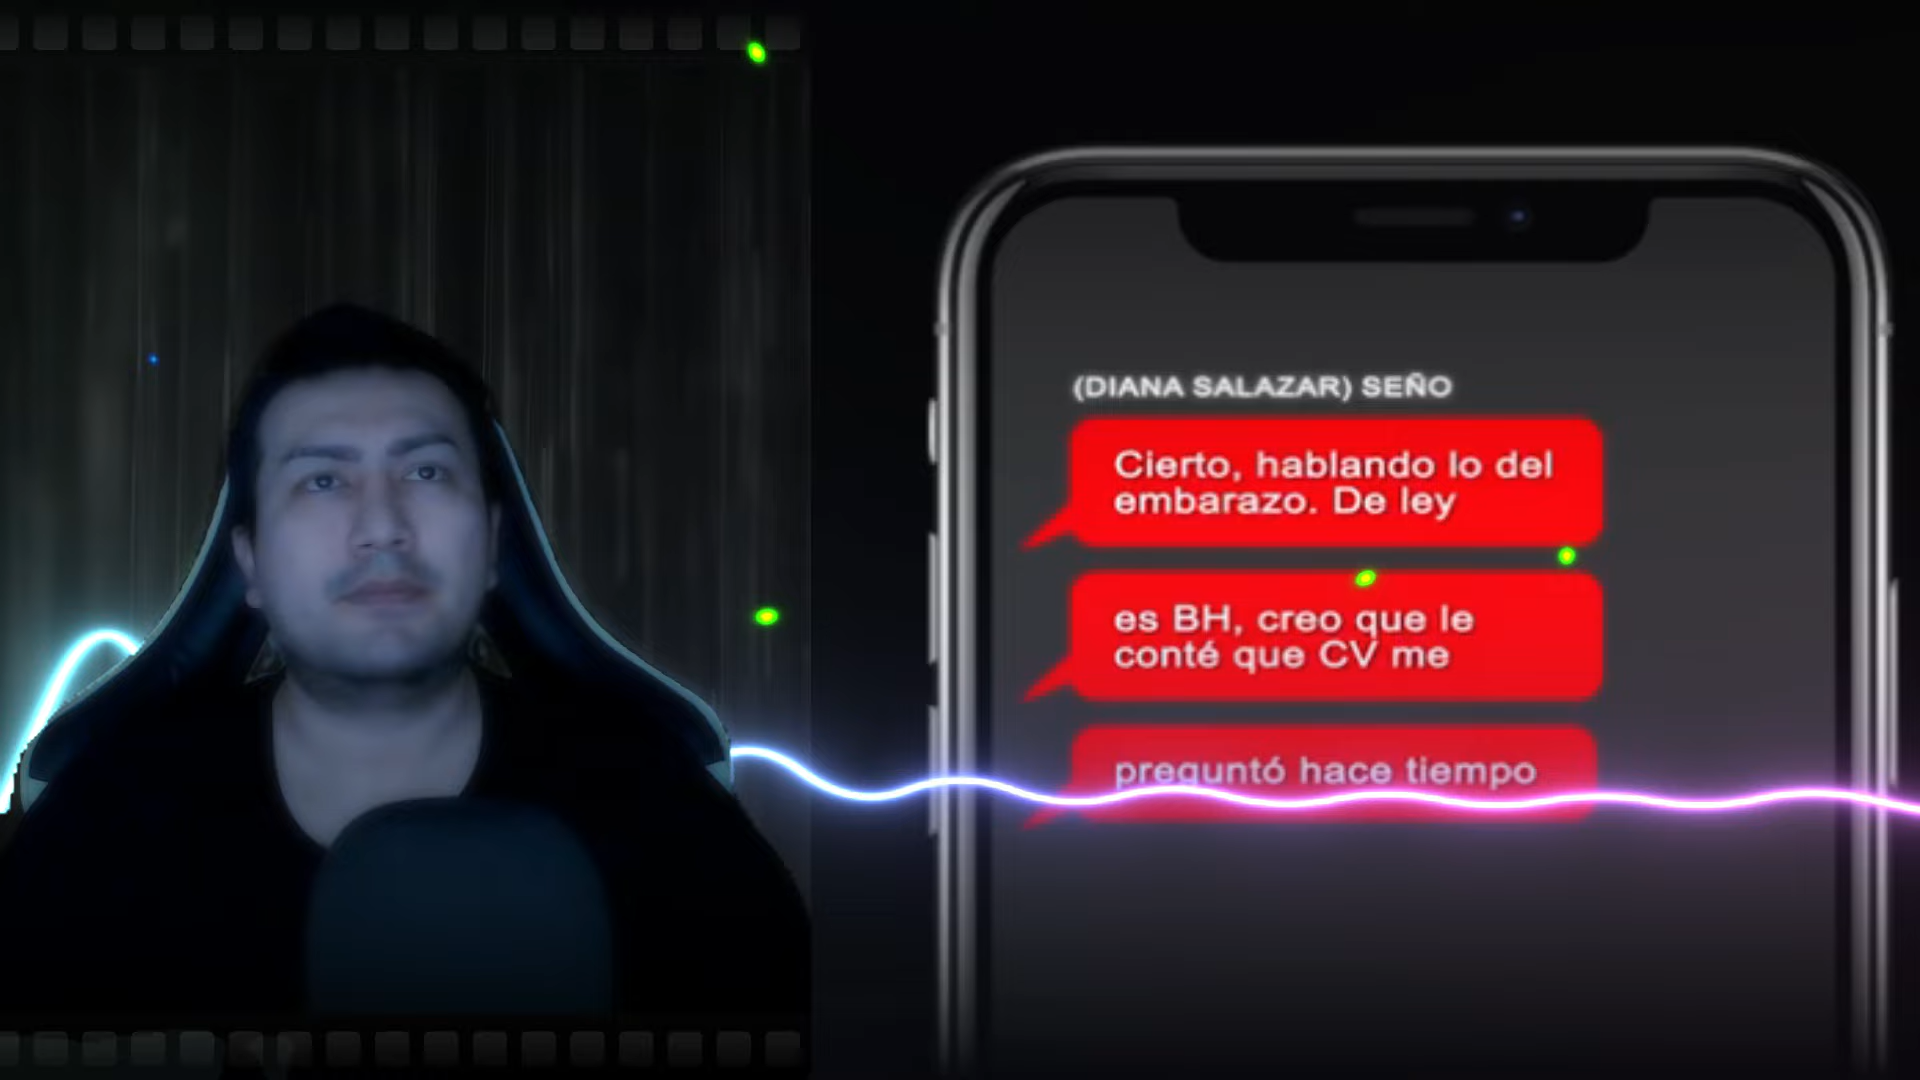 (DIANA SALAZAR) SEÑO
Cierto, hablando lo del
embarazo. De ley
es BH, creo que le
conté que CV me
preguntó hace tiempo